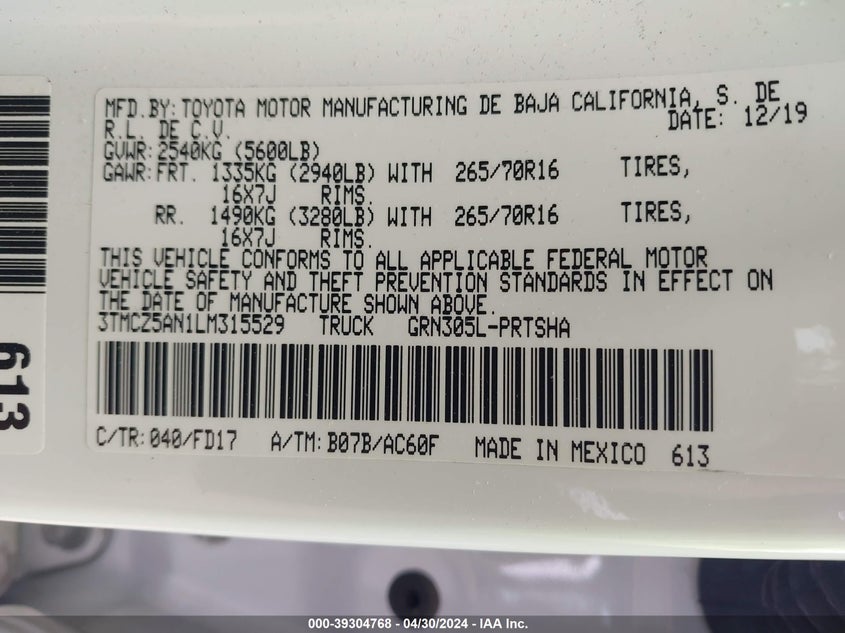 MFD.BY:TOYOTA MOTOR MANUFACTURING DE BAJA CALIFORNIA, S. DE
R.L. DE C.V. DATE: 12/19
GVWR:2540KG (5600LB)
GAWR:FRT. 1335KG (2940LB) WITH 265/70R16 TIRES,
16X7J RIMS.
RR. 1490KG (3280LB) WITH 265/70R16 TIRES,
16X7J RIMS.
THIS VEHICLE CONFORMS TO ALL APPLICABLE FEDERAL MOTOR
VEHICLE SAFETY AND THEFT PREVENTION STANDARDS IN EFFECT ON
THE DATE OF MANUFACTURE SHOWN ABOVE.
3TMCZ5AN1LM315529 TRUCK GRN305L-PRTSHA
C/TR:040/FD17 A/TM:B07B/AC60F MADE IN MEXICO 613
613
000-39304768 - 04/30/2024 - IAA Inc.